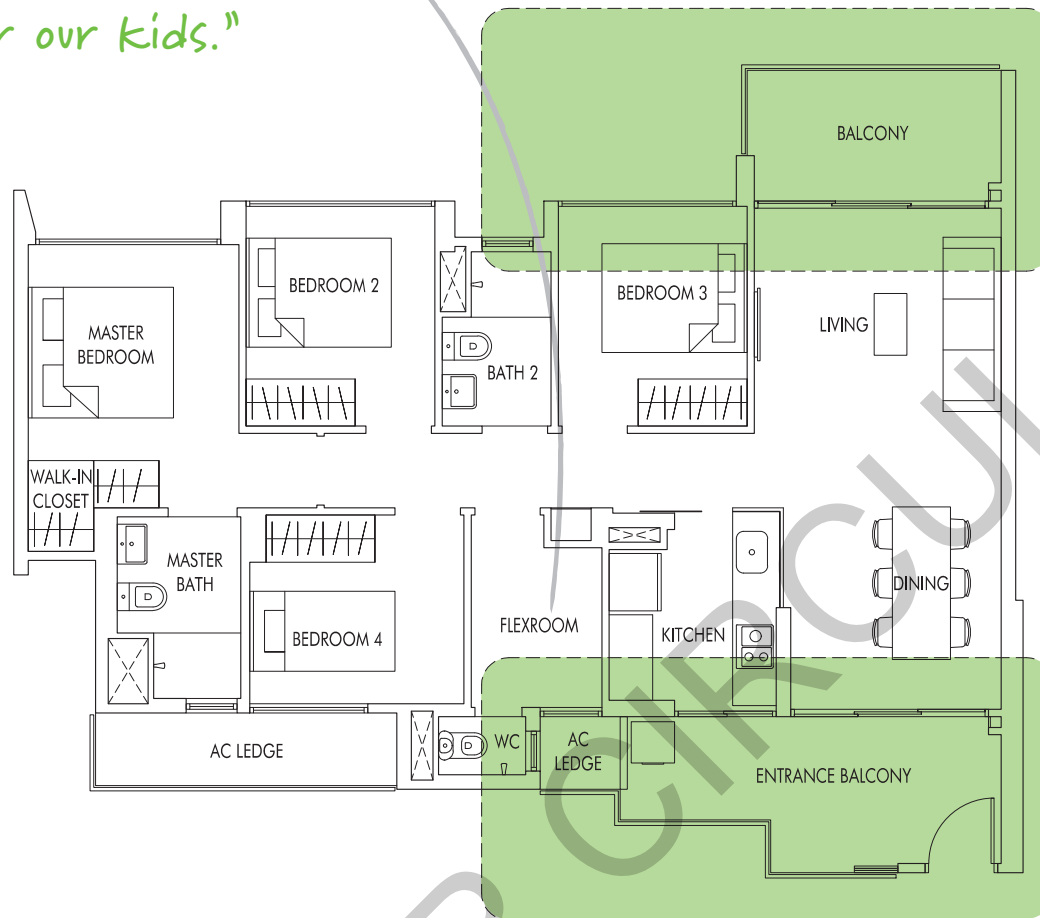 r our kids."
BALCONY
BEDROOM 2
BEDROOM 3
MASTER
BEDROOM
LIVING
BATH 2
WALK-IN
CLOSET
MASTER
BATH
DINING
BEDROOM 4
FLEXROOM
KITCHEN
AC LEDGE
WC
AC
LEDGE
ENTRANCE BALCONY
R CIRCUL